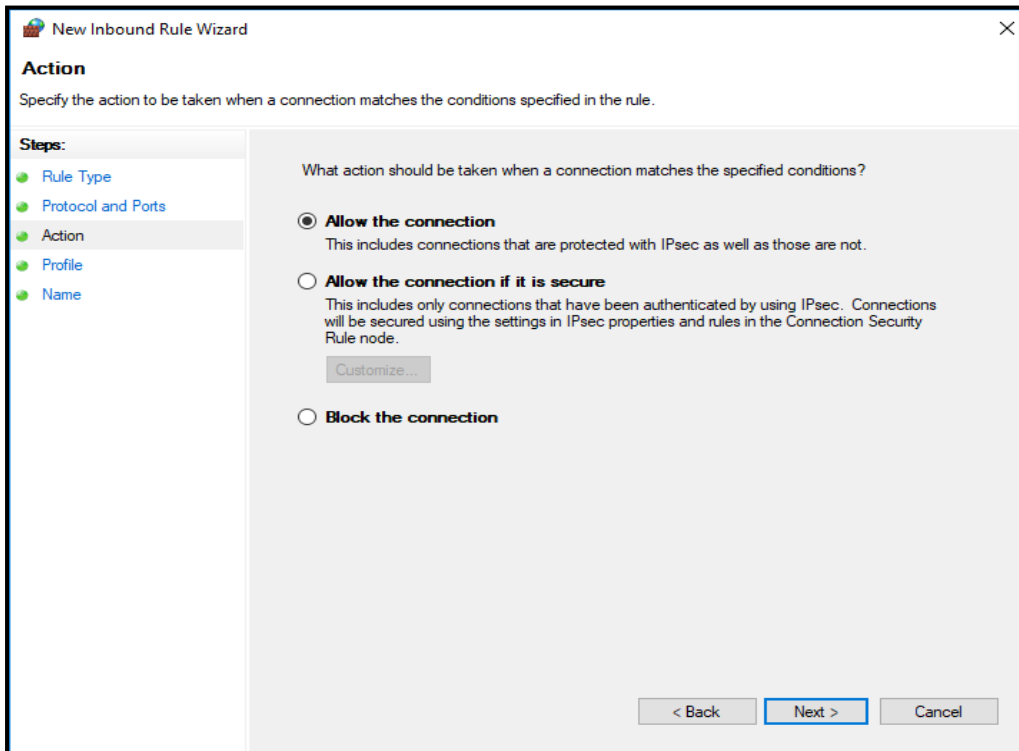 New Inbound Rule Wizard
Action
Specify the action to be taken when a connection matches the conditions specified in the rule.
Steps:
Rule Type
Protocol and Ports
Action
Profile
Name
What action should be taken when a connection matches the specified conditions?
Allow the connection
This includes connections that are protected with IPsec as well as those are not.
Allow the connection if it is secure
This includes only connections that have been authenticated by using IPsec. Connections
will be secured using the settings in IPsec properties and rules in the Connection Security
Rule node.
Customize...
Block the connection
< Back
Next >
Cancel